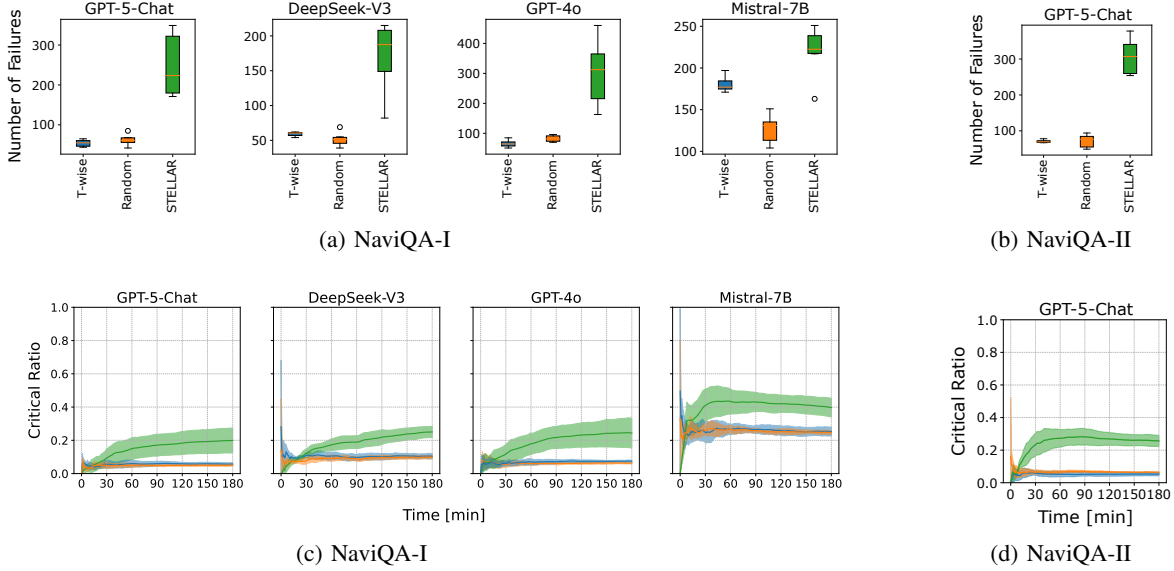 GPT-5-Chat
DeepSeek-V3
GPT-4o
Mistral-7B
GPT-5-Chat
Number of Failures
300
200
100
T-wise
Random
STELLAR
200
150
100
50
T-wise
Random
STELLAR
400
300
200
100
T-wise
Random
STELLAR
250
200
150
100
T-wise
Random
STELLAR
Number of Failures
300
200
100
T-wise
Random
STELLAR
(a) NaviQA-I
(b) NaviQA-II
GPT-5-Chat
DeepSeek-V3
GPT-4o
Mistral-7B
GPT-5-Chat
Critical Ratio
1.0
0.8
0.6
0.4
0.2
0.0
0 30 60 90 120 150 180
0 30 60 90 120 150 180
0 30 60 90 120 150 180
0 30 60 90 120 150 180
Time [min]
Critical Ratio
1.0
0.8
0.6
0.4
0.2
0.0
0 30 60 90 120 150 180
Time [min]
(c) NaviQA-I
(d) NaviQA-II